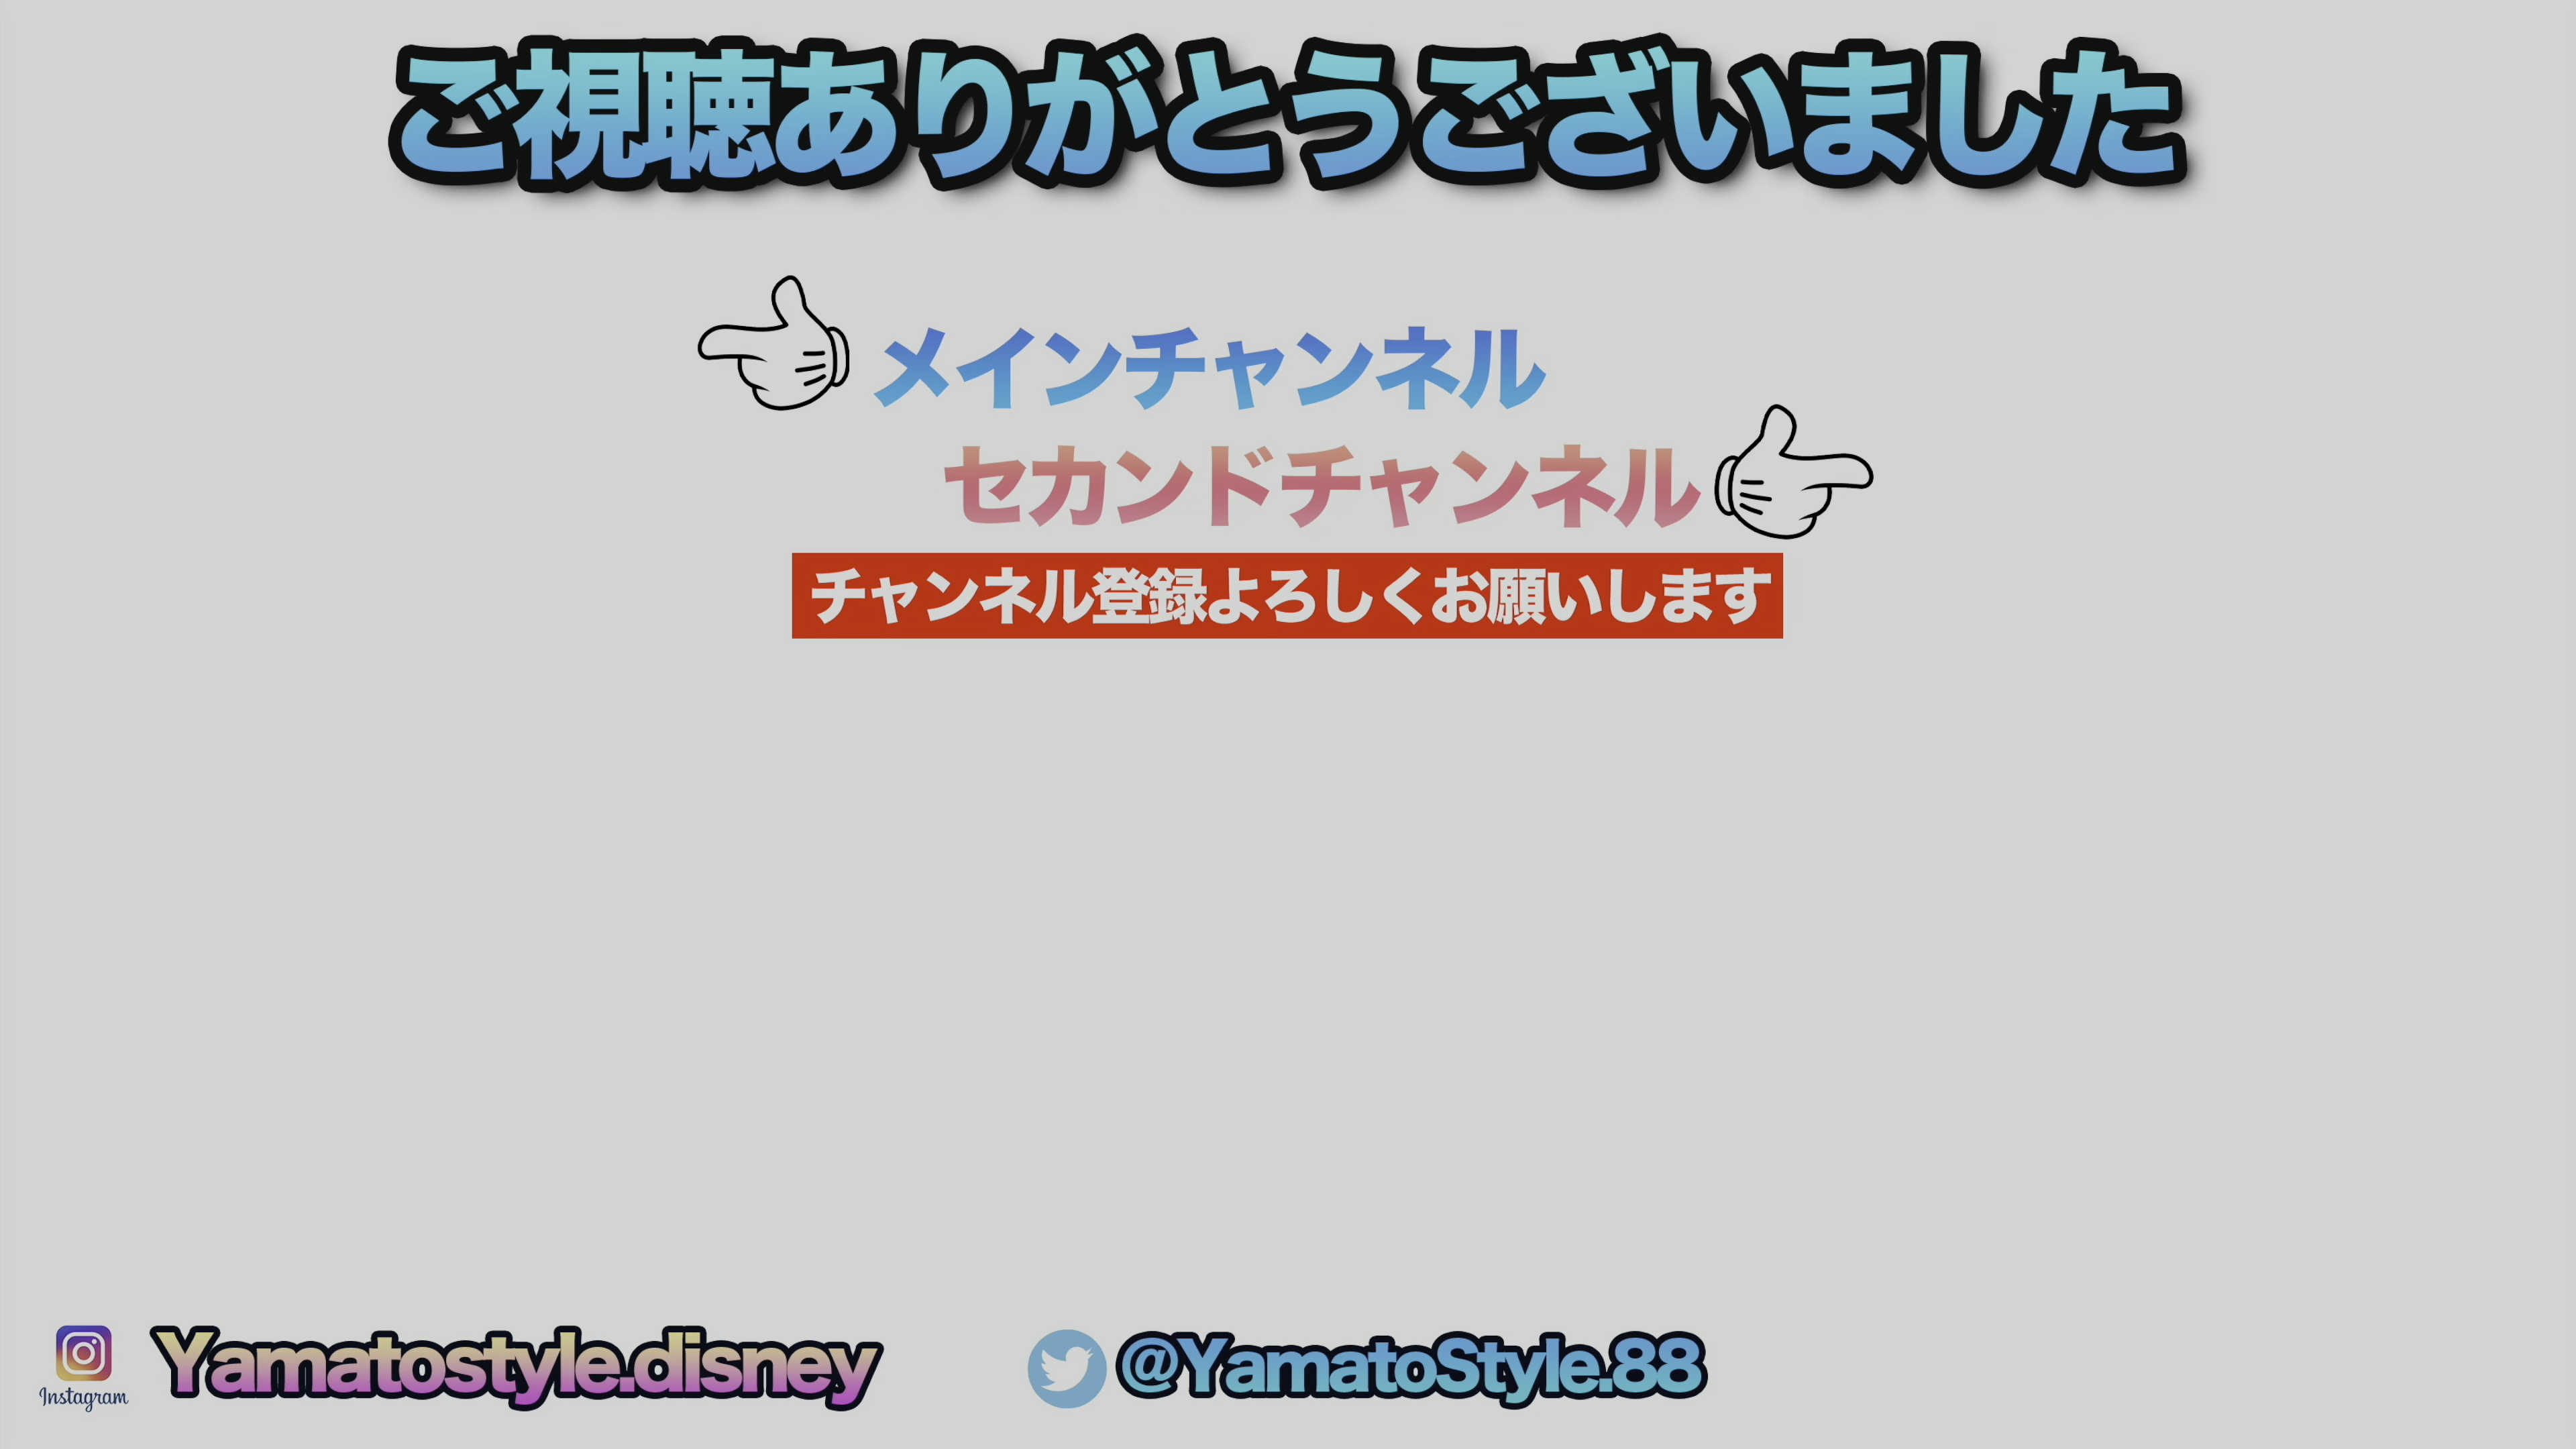 ご視聴ありがとうございました
メインチャンネル
セカンドチャンネル
チャンネル登録よろしくお願いします
Instagram
Yamatostyle.disney
@YamatoStyle.88